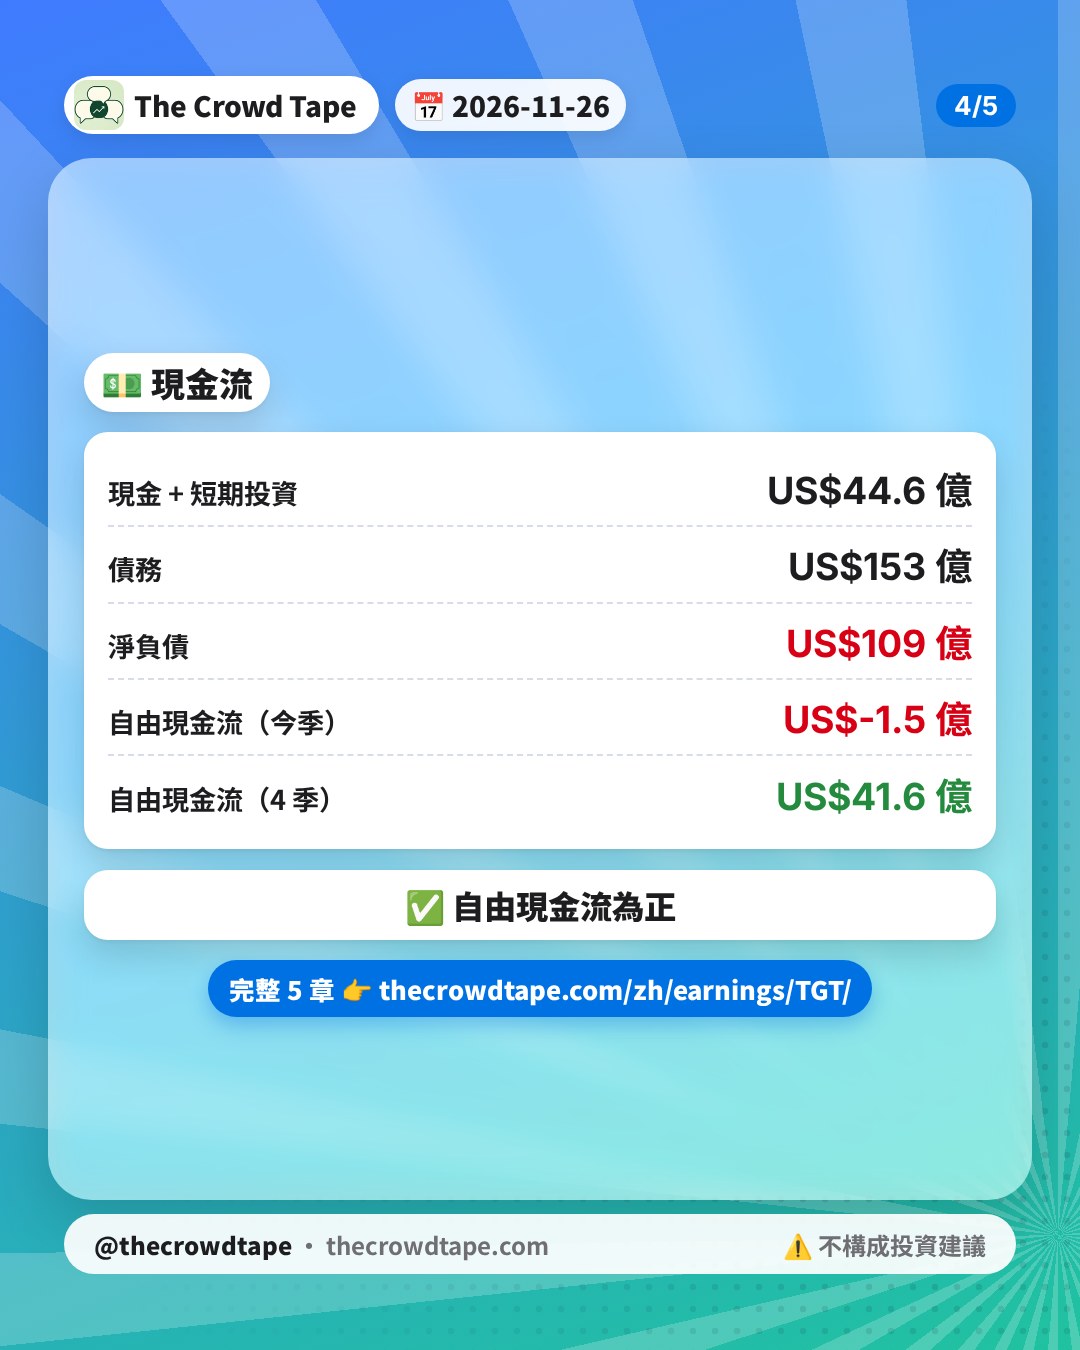 The Crowd Tape
📅 2026-11-26
4/5
💵 現金流
現金 + 短期投資 US$44.6 億
債務 US$153 億
淨負債 US$109 億
自由現金流（今季） US$-1.5 億
自由現金流（4 季） US$41.6 億
✅ 自由現金流為正
完整 5 章 👉 thecrowdtape.com/zh/earnings/TGT/
@thecrowdtape • thecrowdtape.com
⚠️ 不構成投資建議